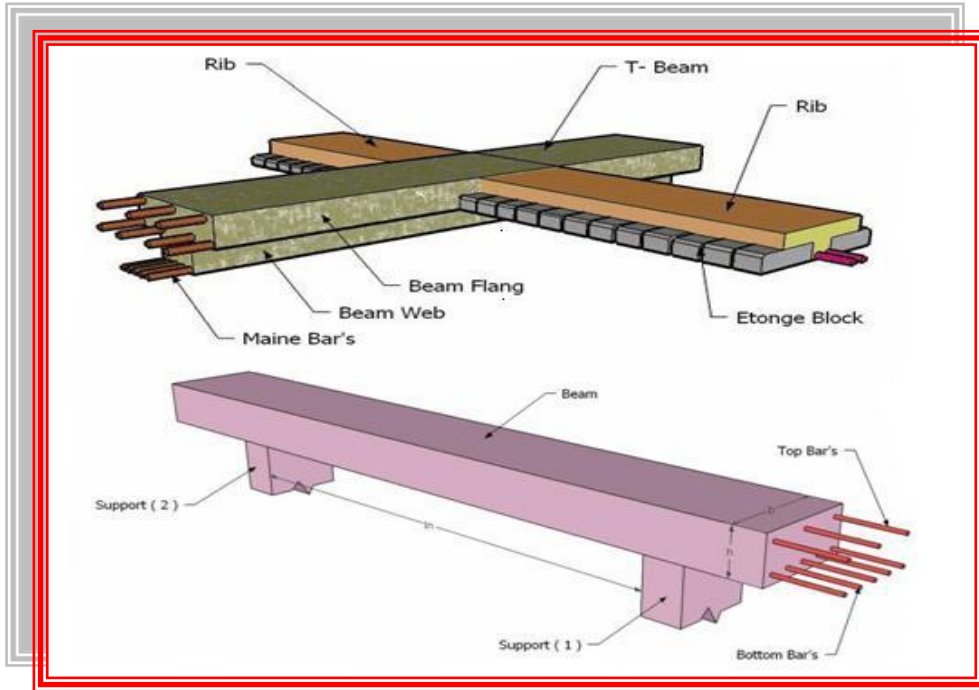 Rib
T- Beam
Rib
Beam Flang
Beam Web
Etonge Block
Maine Bar's
Beam
Top Bar's
Support ( 2 )
ln
b
h
Support ( 1 )
Bottom Bar's